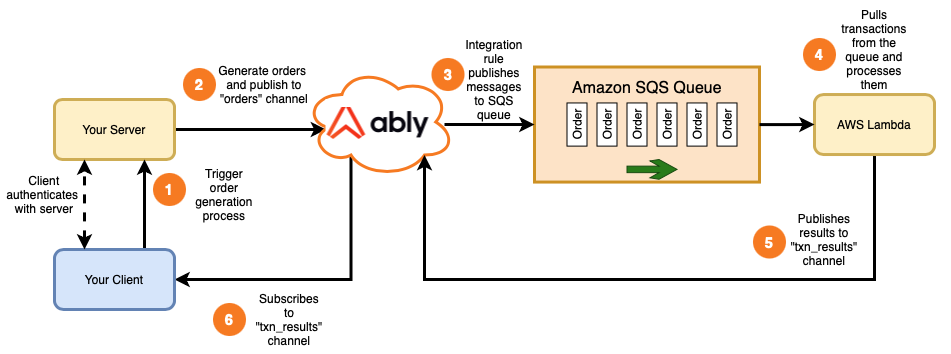 2
Generate orders
and publish to
"orders" channel
3
Integration
rule
publishes
messages
to SQS
queue
4
Pulls
transactions
from the
queue and
processes
them
Amazon SQS Queue
Order
Order
Order
Order
Order
Order
Your Server
ably
AWS Lambda
Client
authenticates
with server
1
Trigger
order
generation
process
5
Publishes
results to
"txn_results"
channel
Your Client
6
Subscribes
to
"txn_results"
channel